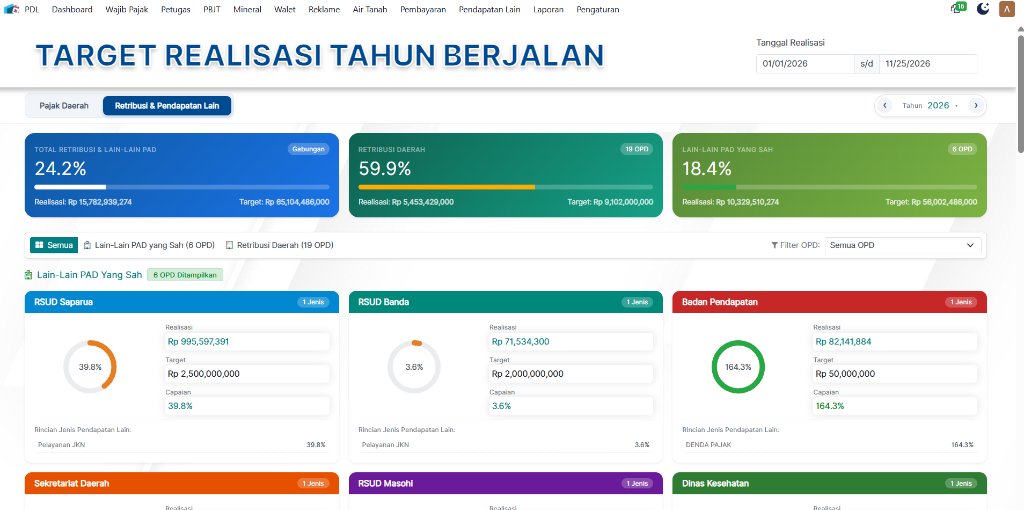 PDL Dashboard Wajib Pajak Petugas PBJT Mineral Walet Reklame Air Tanah Pembayaran Pendapatan Lain Laporan Pengaturan 16 A
TARGET REALISASI TAHUN BERJALAN
Tanggal Realisasi
01/01/2026 s/d 11/25/2026
Pajak Daerah Retribusi & Pendapatan Lain
Tahun 2026
TOTAL RETRIBUSI & LAIN-LAIN PAD Gabungan
24.2%
Realisasi: Rp 15,782,939,274 Target: Rp 65,104,486,000
RETRIBUSI DAERAH 19 OPD
59.9%
Realisasi: Rp 5,453,429,000 Target: Rp 9,102,000,000
LAIN-LAIN PAD YANG SAH 6 OPD
18.4%
Realisasi: Rp 10,329,510,274 Target: Rp 56,002,486,000
Semua Lain-Lain PAD yang Sah (6 OPD) Retribusi Daerah (19 OPD) Filter OPD: Semua OPD
Lain-Lain PAD Yang Sah 6 OPD Ditampilkan
RSUD Saparua 1 Jenis
39.8%
Realisasi
Rp 995,597,391
Target
Rp 2,500,000,000
Capaian
39.8%
Rincian Jenis Pendapatan Lain:
Pelayanan JKN 39.8%
RSUD Banda 1 Jenis
3.6%
Realisasi
Rp 71,534,300
Target
Rp 2,000,000,000
Capaian
3.6%
Rincian Jenis Pendapatan Lain:
Pelayanan JKN 3.6%
Badan Pendapatan 1 Jenis
164.3%
Realisasi
Rp 82,141,884
Target
Rp 50,000,000
Capaian
164.3%
Rincian Jenis Pendapatan Lain:
DENDA PAJAK 164.3%
Sekretariat Daerah 1 Jenis
Realisasi
RSUD Masohi 1 Jenis
Realisasi
Dinas Kesehatan 1 Jenis
Realisasi